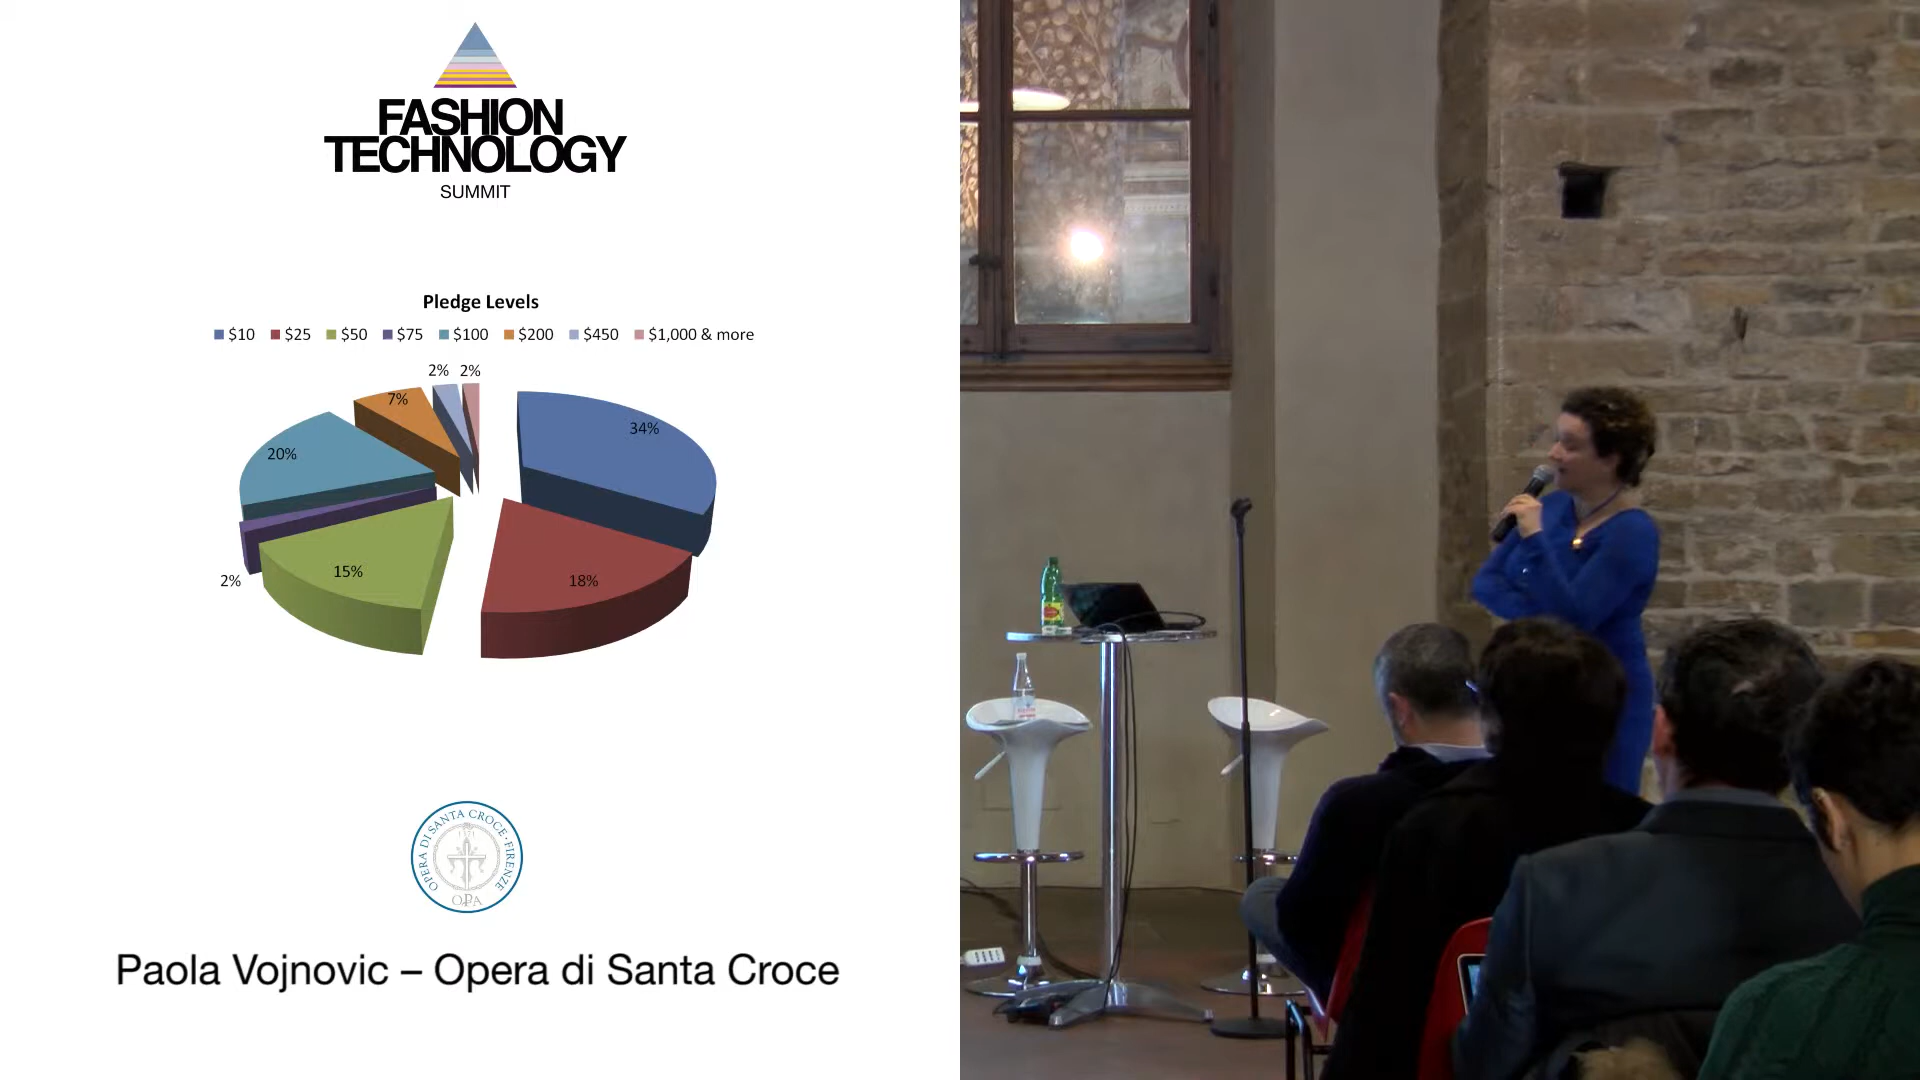 FASHION
TECHNOLOGY
SUMMIT
Pledge Levels
$10 $25 $50 $75 $100 $200 $450 $1,000 & more
2% 2%
7%
34%
20%
15%
18%
2%
OPERA DI SANTA CROCE · FIRENZE
OPA
Paola Vojnovic – Opera di Santa Croce